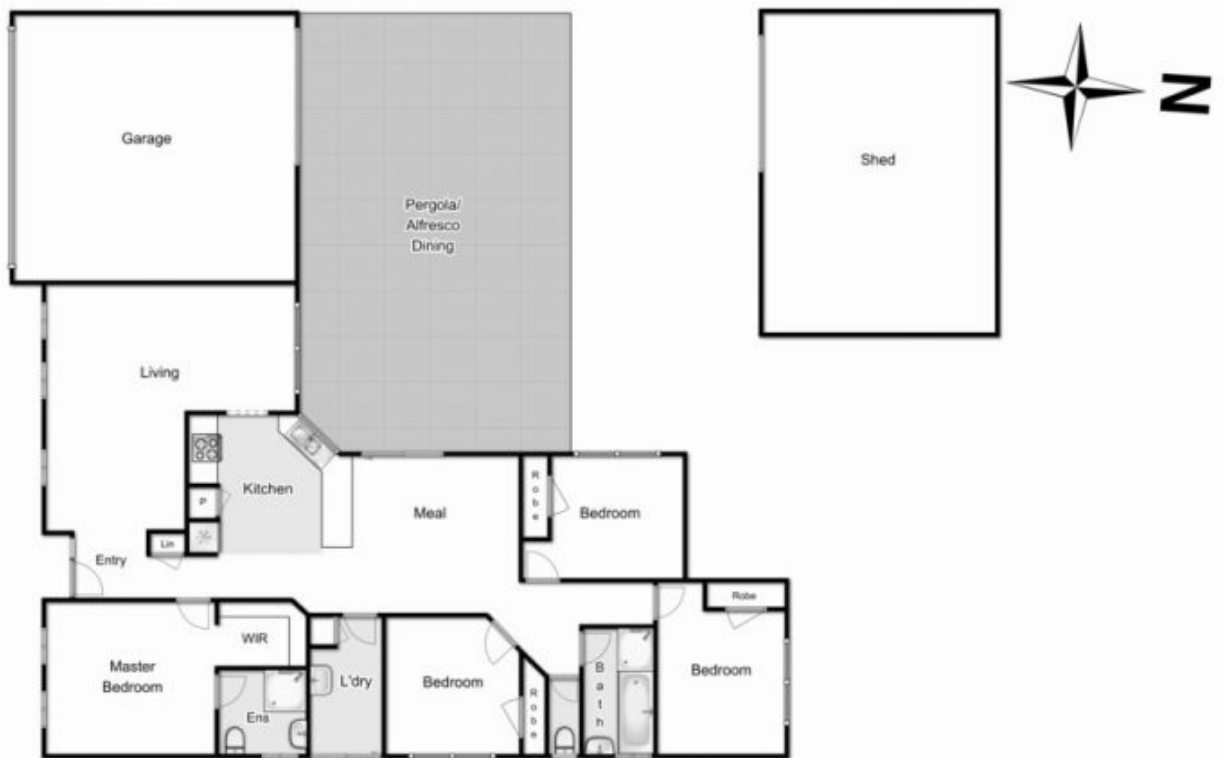 Garage
Pergola/
Alfresco
Dining
Shed
N
Living
Kitchen
P
Lin
Entry
Meal
Robe
Bedroom
Robe
Master
Bedroom
WIR
Ens
L'dry
Bedroom
Robe
Bath
Bedroom